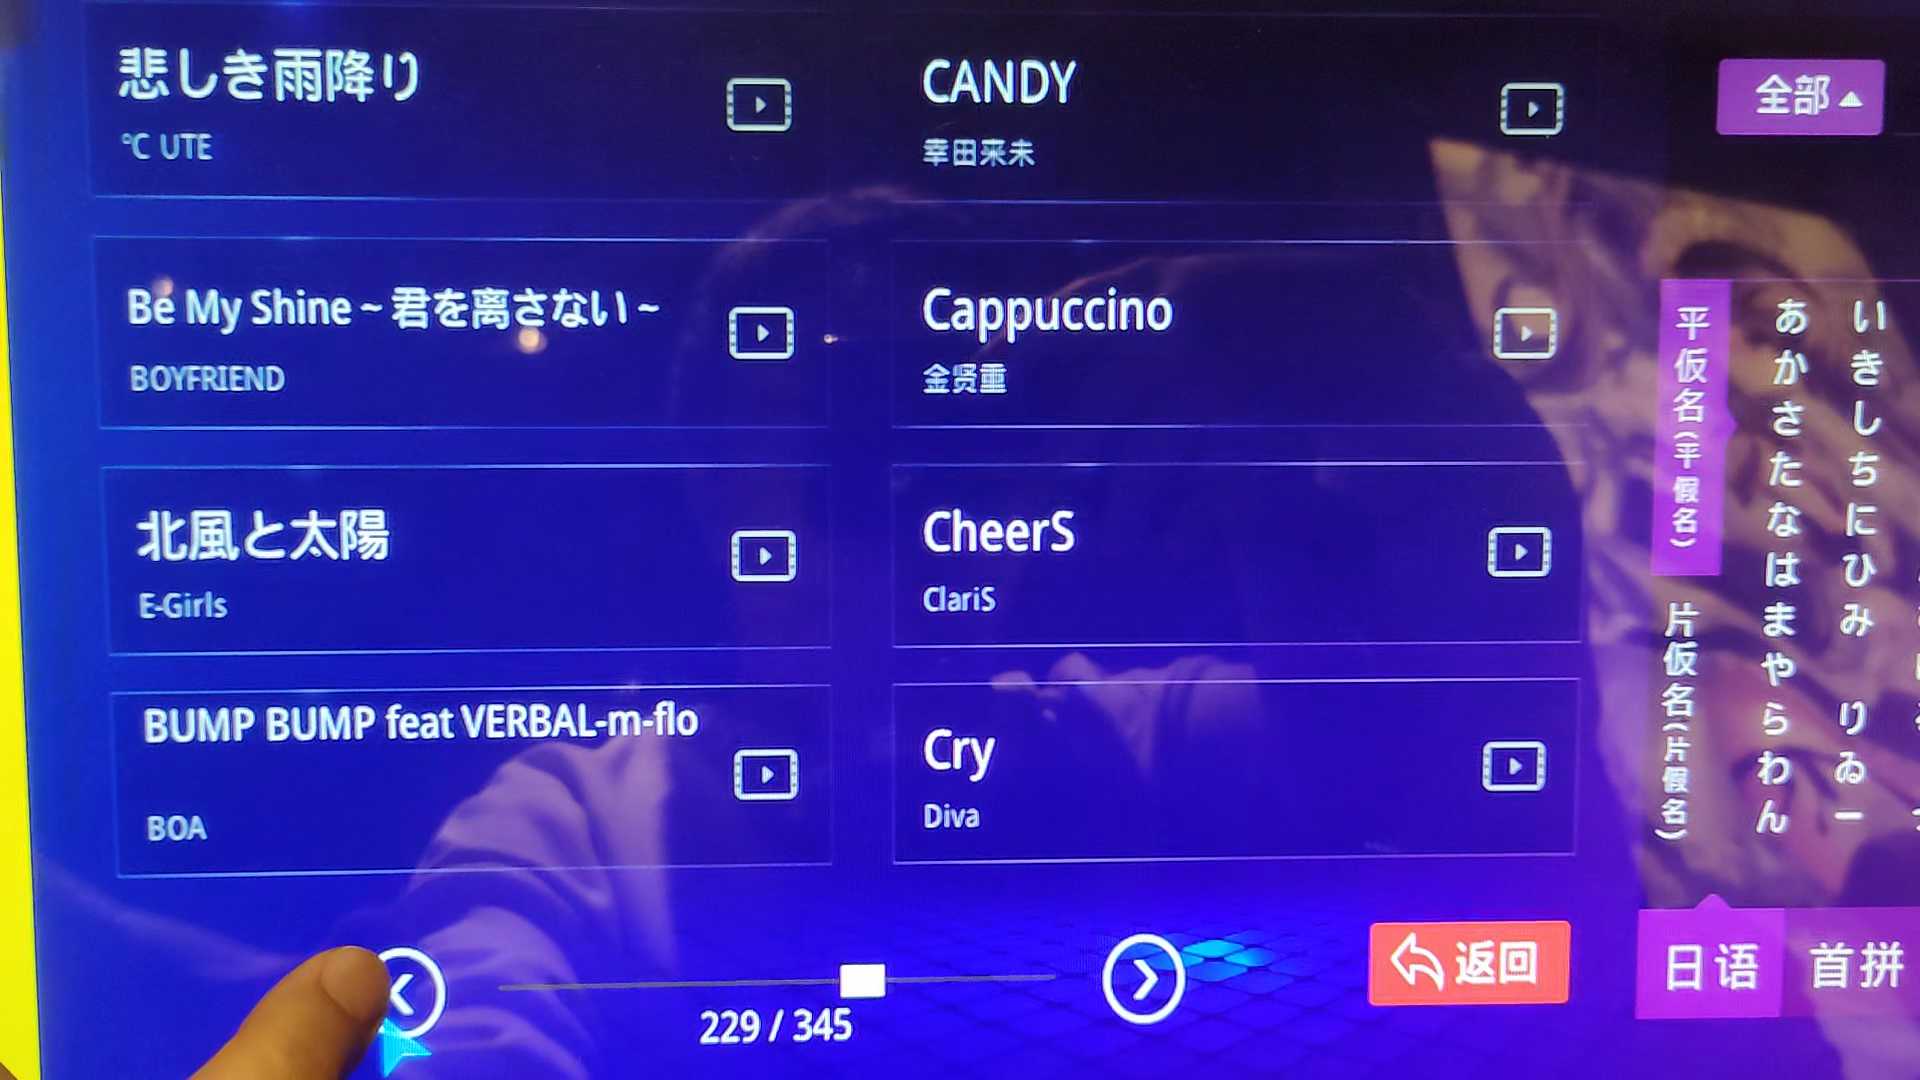 悲しき雨降り
℃ UTE
CANDY
幸田来未
Be My Shine ~ 君を离さない ~
BOYFRIEND
Cappuccino
金贤重
北風と太陽
E-Girls
CheerS
ClariS
BUMP BUMP feat VERBAL-m-flo
BOA
Cry
Diva
229 / 345
返回
全部
平仮名(平假名)
片仮名(片假名)
あかさたなはまやらわん
いきしちにひみ りゐー
日语
首拼